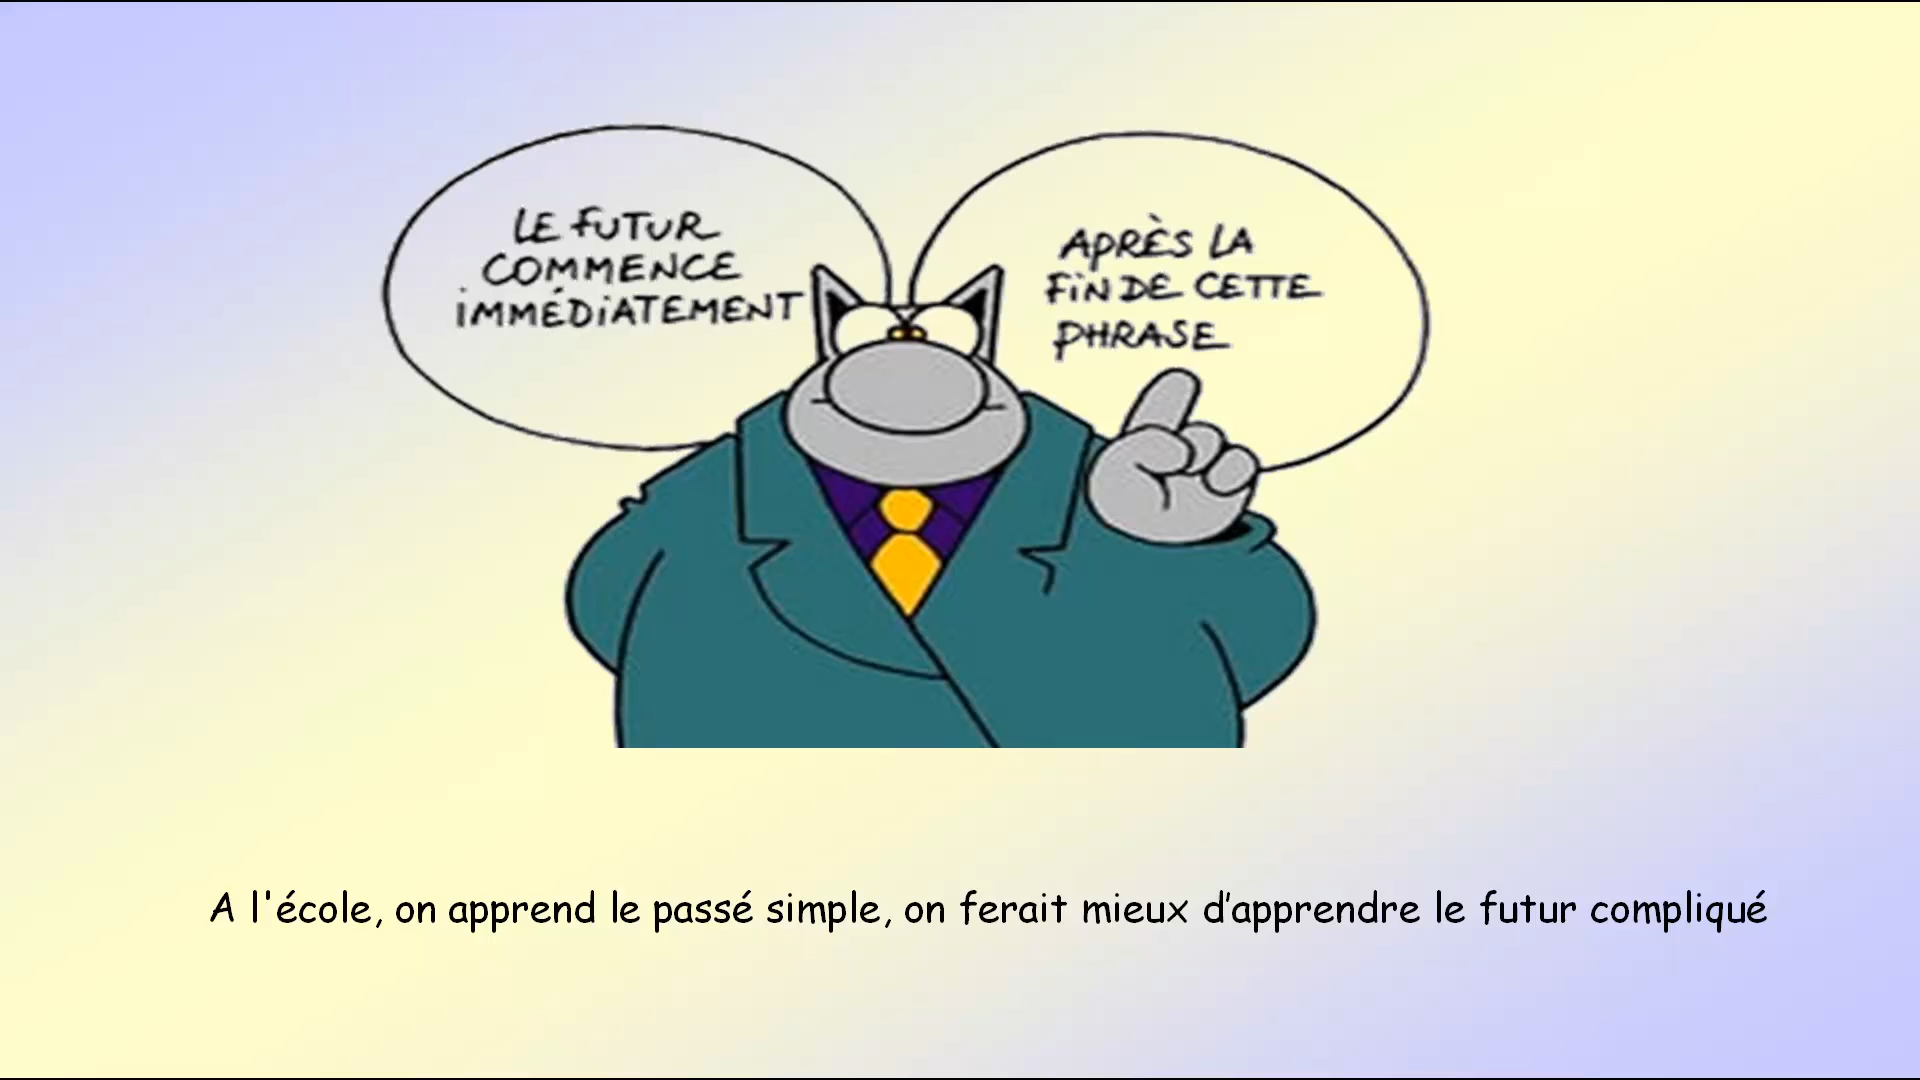 LE FUTUR
COMMENCE
IMMÉDIATEMENT
APRÈS LA
FIN DE CETTE
PHRASE
A l'école, on apprend le passé simple, on ferait mieux d’apprendre le futur compliqué